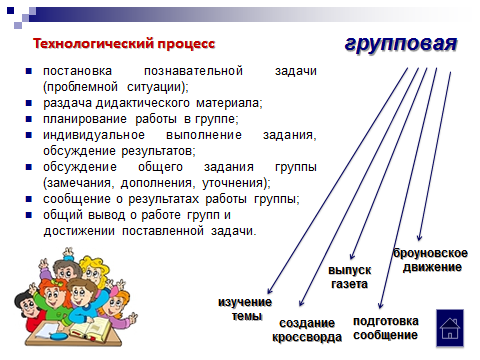 Технологический процесс
групповая
постановка познавательной задачи
(проблемной ситуации);
раздача дидактического материала;
планирование работы в группе;
индивидуальное выполнение задания,
обсуждение результатов;
обсуждение общего задания группы
(замечания, дополнения, уточнения);
сообщение о результатах работы группы;
общий вывод о работе групп и
достижении поставленной задачи.
изучение
темы
создание
кроссворда
выпуск
газета
подготовка
сообщение
броуновское
движение